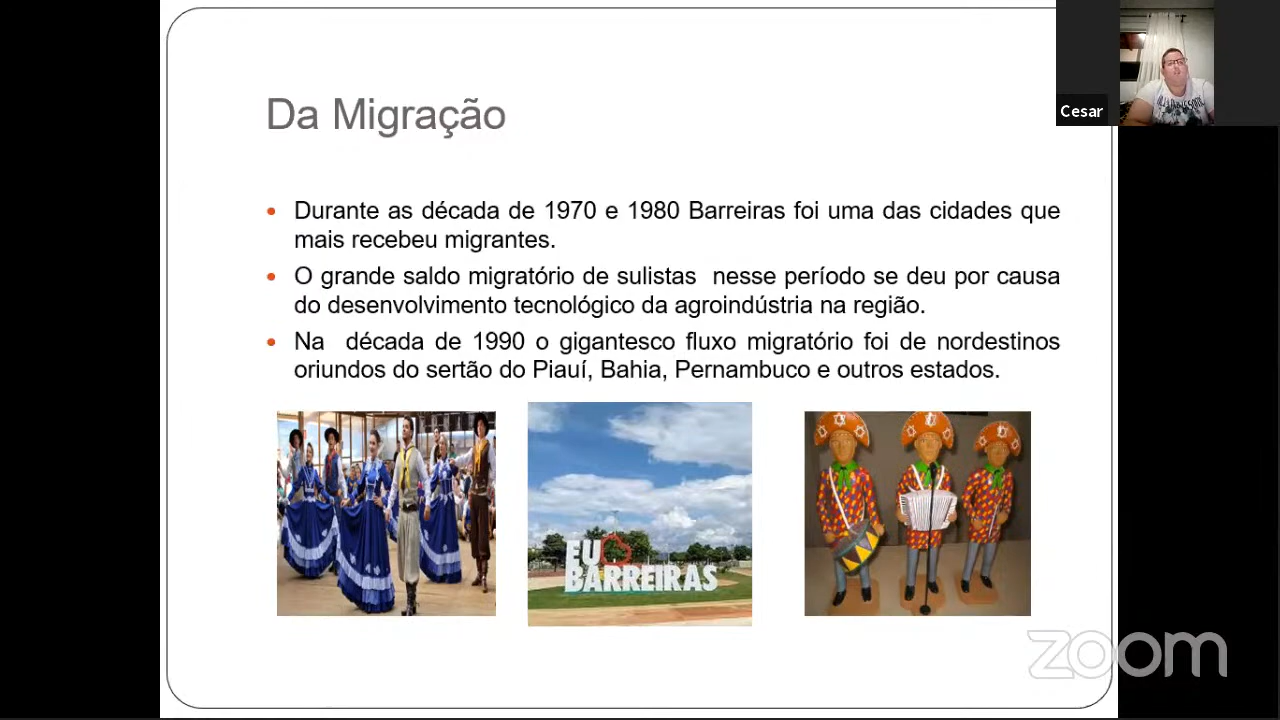 Da Migração
Cesar
Durante as década de 1970 e 1980 Barreiras foi uma das cidades que
mais recebeu migrantes.
O grande saldo migratório de sulistas  nesse período se deu por causa
do desenvolvimento tecnológico da agroindústria na região.
Na  década de 1990 o gigantesco fluxo migratório foi de nordestinos
oriundos do sertão do Piauí, Bahia, Pernambuco e outros estados.
EU
BARREIRAS
zoom